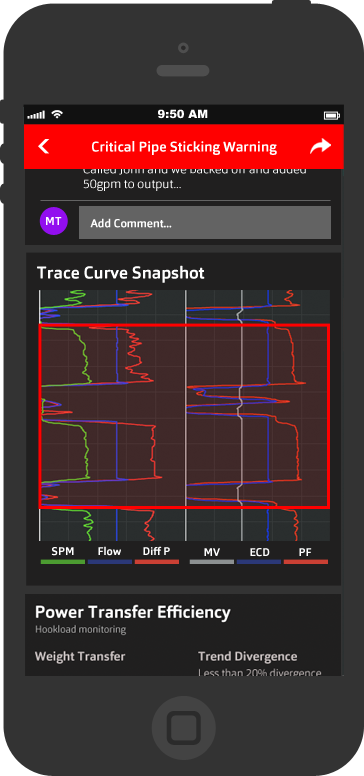 9:50 AM
Critical Pipe Sticking Warning
Called John and we backed off and added
50gpm to output...
MT
Add Comment...
Trace Curve Snapshot
SPM Flow Diff P MV ECD PF
Power Transfer Efficiency
Hookload monitoring
Weight Transfer Trend Divergence
Less than 20% divergence